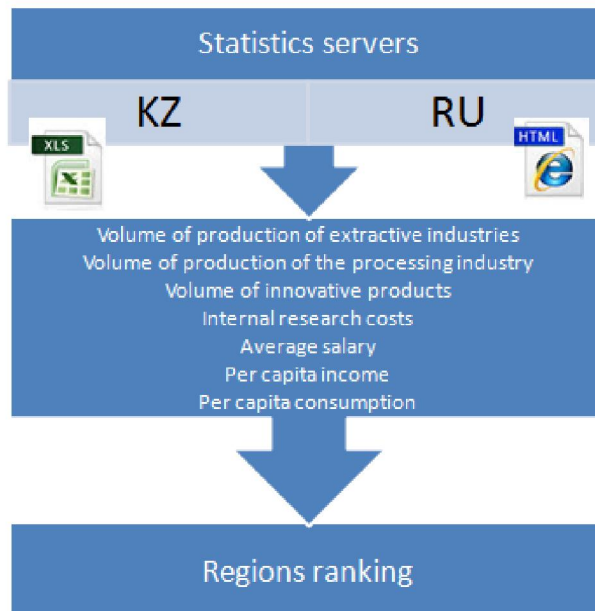 Statistics servers
KZ
RU
XLS
HTML
Volume of production of extractive industries
Volume of production of the processing industry
Volume of innovative products
Internal research costs
Average salary
Per capita income
Per capita consumption
Regions ranking